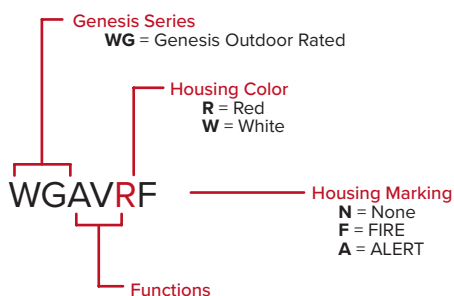 Genesis Series
WG = Genesis Outdoor Rated
Housing Color
R = Red
W = White
WGAVRF
Housing Marking
N = None
F = FIRE
A = ALERT
Functions